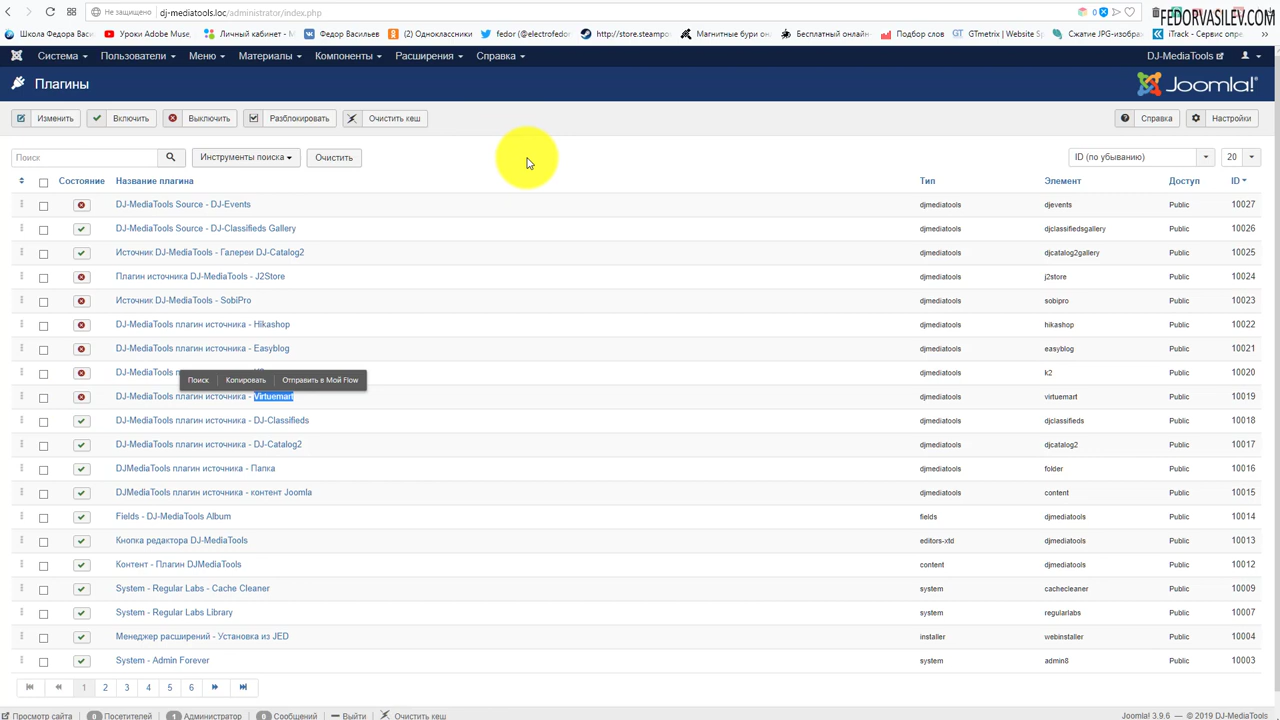 Не защищено dj-mediatools.loc/administrator/index.php
FEDORVASILEV.COM
Школа Федора Васи... Уроки Adobe Muse, Личный кабинет (2) Одноклассники Федор Васильев fedor (@electrofedor http://store.steampo Магнитные бури он Бесплатный онлайн- Подбор слов GTmetrix | Website Sp Сжатие JPG-изобра iTrack - Сервис опре
Система Пользователи Меню Материалы Компоненты Расширения Справка DJ-MediaTools
Плагины Joomla!
Изменить Включить Выключить Разблокировать Очистить кеш Справка Настройки
Поиск Инструменты поиска Очистить ID (по убыванию) 20
Состояние Название плагина Тип Элемент Доступ ID
DJ-MediaTools Source - DJ-Events djmediatools djevents Public 10027
DJ-MediaTools Source - DJ-Classifieds Gallery djmediatools djclassifiedsgallery Public 10026
Источник DJ-MediaTools - Галереи DJ-Catalog2 djmediatools djcatalog2gallery Public 10025
Плагин источника DJ-MediaTools - J2Store djmediatools j2store Public 10024
Источник DJ-MediaTools - SobiPro djmediatools sobipro Public 10023
DJ-MediaTools плагин источника - Hikashop djmediatools hikashop Public 10022
DJ-MediaTools плагин источника - Easyblog djmediatools easyblog Public 10021
DJ-MediaTools djmediatools k2 Public 10020
Поиск Копировать Отправить в Мой Flow
DJ-MediaTools плагин источника - Virtuemart djmediatools virtuemart Public 10019
DJ-MediaTools плагин источника - DJ-Classifieds djmediatools djclassifieds Public 10018
DJ-MediaTools плагин источника - DJ-Catalog2 djmediatools djcatalog2 Public 10017
DJMediaTools плагин источника - Папка djmediatools folder Public 10016
DJMediaTools плагин источника - контент Joomla djmediatools content Public 10015
Fields - DJ-MediaTools Album fields djmediatools Public 10014
Кнопка редактора DJ-MediaTools editors-xtd djmediatools Public 10013
Контент - Плагин DJMediaTools content djmediatools Public 10012
System - Regular Labs - Cache Cleaner system cachecleaner Public 10009
System - Regular Labs Library system regularlabs Public 10007
Менеджер расширений - Установка из JED installer webinstaller Public 10004
System - Admin Forever system admin8 Public 10003
1 2 3 4 5 6
Просмотр сайта 0 Посетителей 1 Администратор 0 Сообщений Выйти Очистить кеш Joomla! 3.9.6 — © 2019 DJ-MediaTools